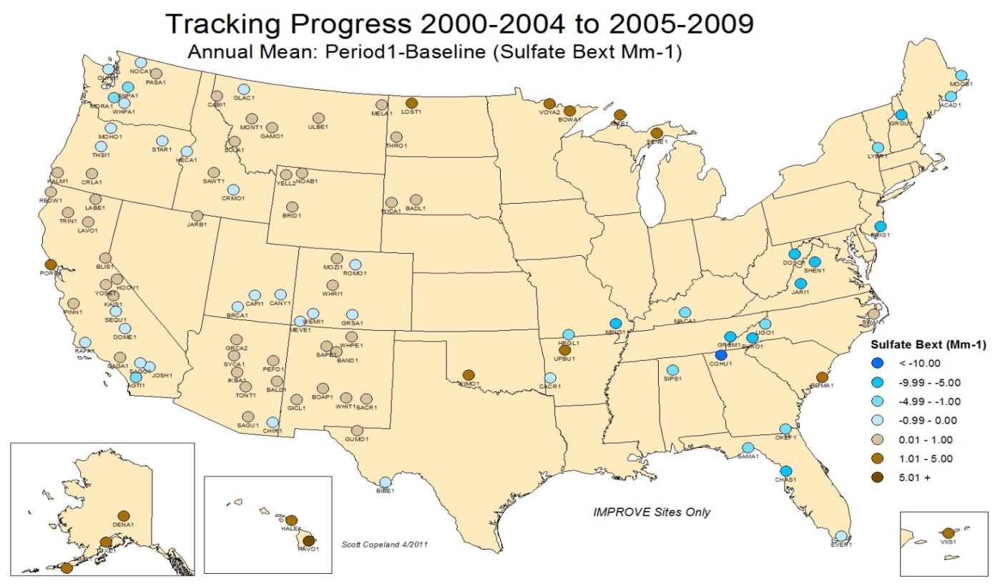 Tracking Progress 2000-2004 to 2005-2009
Annual Mean: Period1-Baseline (Sulfate Bext Mm-1)
NOCA1
PASA1
SNPA1
MORA1
WHPA1
MOHO1
THSI1
STAR1
HECA1
KALM1
CRLA1
REDW1
LABE1
TRIN1
LAVO1
CABI1
GLAC1
MONT1
GAMO1
ULBE1
SULA1
SAWT1
CRMO1
YELL2
NOAB1
BRID1
JARB1
MELA1
LOST1
THRO1
WICA1
BADL1
VOYA2
BOWA1
SENE1
MOOS1
ACAD1
GRGU1
LYBR1
BRIG1
DOSO1
SHEN1
JARI1
SWAN1
BLIS1
HOOV1
YOSE1
KAIS1
PINN1
SEQU1
DOME1
RAFA1
SAGA1
SAGO1
JOSH1
AGTI1
MOZI1
ROMO1
WHRI1
CAPI1
CANY1
BRCA1
WEMI1
MEVE1
GRSA1
GRCA2
SYCA1
IKBA1
TONT1
PEFO1
BALD1
SAGU1
CHIR1
WHPE1
SAPE1
BAND1
GICL1
BOAP1
WHIT1
SACR1
GUMO1
BIBE1
WIMO1
HEGL1
UPBU1
CACR1
MING1
MACA1
LIGO1
GRSM1
SHRO1
COHU1
SIPS1
ROMA1
OKEF1
SAMA1
CHAS1
EVER1
Sulfate Bext (Mm-1)
< -10.00
-9.99 - -5.00
-4.99 - -1.00
-0.99 - 0.00
0.01 - 1.00
1.01 - 5.00
5.01 +
DENA1
TUXE1
HAVO1
Scott Copeland 4/2011
IMPROVE Sites Only
VIIS1